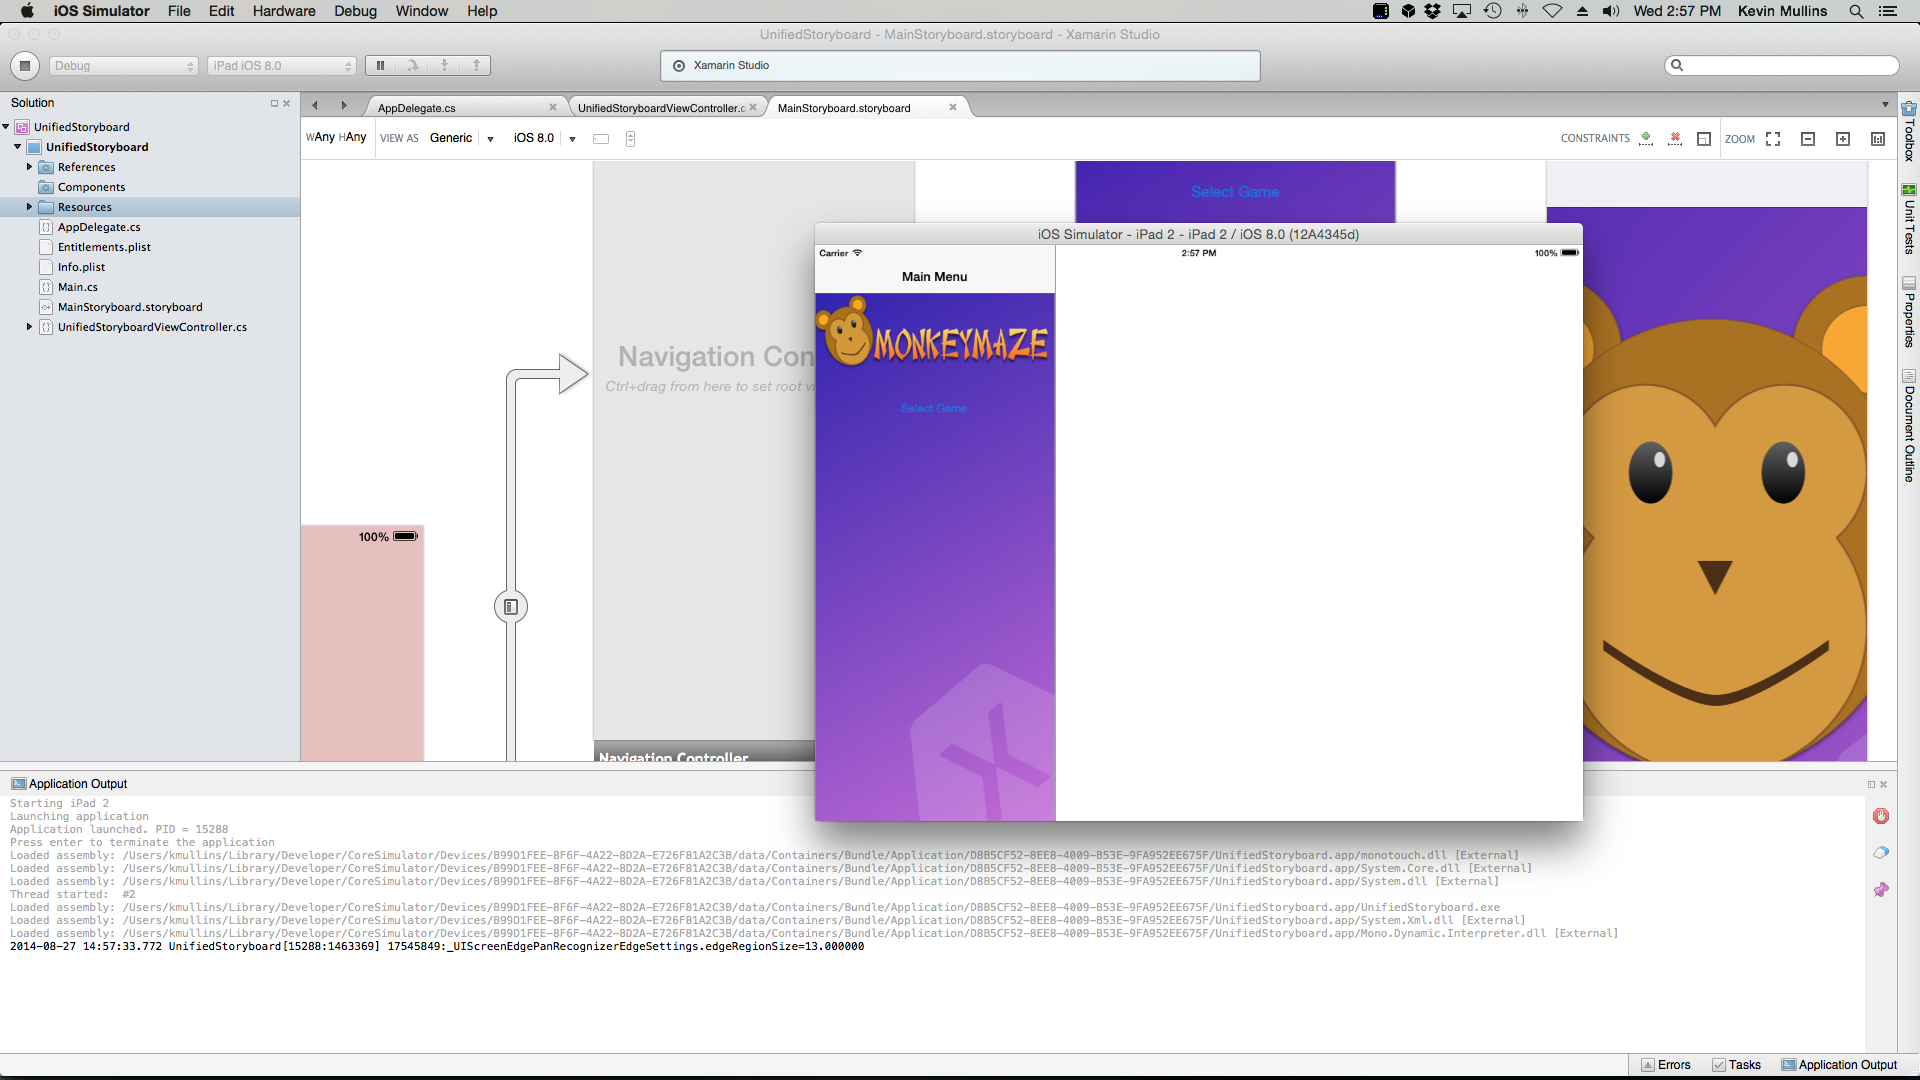 iOS Simulator File Edit Hardware Debug Window Help Wed 2:57 PM Kevin Mullins
UnifiedStoryboard - MainStoryboard.storyboard - Xamarin Studio
Debug iPad iOS 8.0 Xamarin Studio
Solution
UnifiedStoryboard
UnifiedStoryboard
References
Components
Resources
AppDelegate.cs
Entitlements.plist
Info.plist
Main.cs
MainStoryboard.storyboard
UnifiedStoryboardViewController.cs
AppDelegate.cs UnifiedStoryboardViewController.c MainStoryboard.storyboard
wAny hAny VIEW AS Generic iOS 8.0 CONSTRAINTS ZOOM
Select Game
Navigation Con
Ctrl+drag from here to set root vi
100%
Navigation Controller
iOS Simulator - iPad 2 - iPad 2 / iOS 8.0 (12A4345d)
Carrier 2:57 PM 100%
Main Menu
MONKEYMAZE
Select Game
Toolbox
Unit Tests
Properties
Document Outline
Application Output
Starting iPad 2
Launching application
Application launched. PID = 15288
Press enter to terminate the application
Loaded assembly: /Users/kmullins/Library/Developer/CoreSimulator/Devices/B99D1FEE-8F6F-4A22-8D2A-E726F81A2C3B/data/Containers/Bundle/Application/D8B5CF52-8EE8-4009-B53E-9FA952EE675F/UnifiedStoryboard.app/monotouch.dll [External]
Loaded assembly: /Users/kmullins/Library/Developer/CoreSimulator/Devices/B99D1FEE-8F6F-4A22-8D2A-E726F81A2C3B/data/Containers/Bundle/Application/D8B5CF52-8EE8-4009-B53E-9FA952EE675F/UnifiedStoryboard.app/System.Core.dll [External]
Loaded assembly: /Users/kmullins/Library/Developer/CoreSimulator/Devices/B99D1FEE-8F6F-4A22-8D2A-E726F81A2C3B/data/Containers/Bundle/Application/D8B5CF52-8EE8-4009-B53E-9FA952EE675F/UnifiedStoryboard.app/System.dll [External]
Thread started: #2
Loaded assembly: /Users/kmullins/Library/Developer/CoreSimulator/Devices/B99D1FEE-8F6F-4A22-8D2A-E726F81A2C3B/data/Containers/Bundle/Application/D8B5CF52-8EE8-4009-B53E-9FA952EE675F/UnifiedStoryboard.app/UnifiedStoryboard.exe
Loaded assembly: /Users/kmullins/Library/Developer/CoreSimulator/Devices/B99D1FEE-8F6F-4A22-8D2A-E726F81A2C3B/data/Containers/Bundle/Application/D8B5CF52-8EE8-4009-B53E-9FA952EE675F/UnifiedStoryboard.app/System.Xml.dll [External]
Loaded assembly: /Users/kmullins/Library/Developer/CoreSimulator/Devices/B99D1FEE-8F6F-4A22-8D2A-E726F81A2C3B/data/Containers/Bundle/Application/D8B5CF52-8EE8-4009-B53E-9FA952EE675F/UnifiedStoryboard.app/Mono.Dynamic.Interpreter.dll [External]
2014-08-27 14:57:33.772 UnifiedStoryboard[15288:1463369] 17545849:_UIScreenEdgePanRecognizerEdgeSettings.edgeRegionSize=13.000000
Errors Tasks Application Output